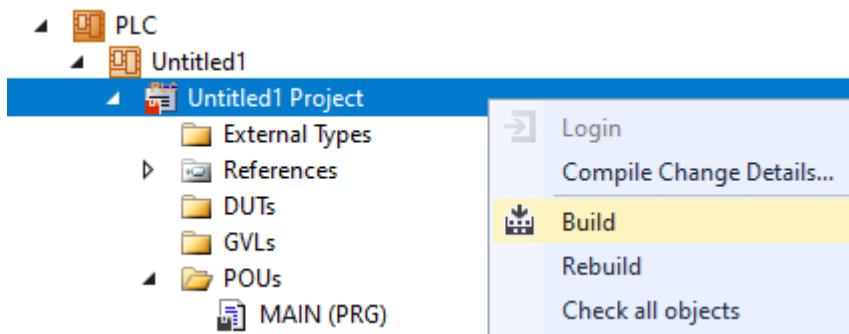 PLC
Untitled1
Untitled1 Project
External Types
References
DUTs
GVLs
POUs
MAIN (PRG)
Login
Compile Change Details...
Build
Rebuild
Check all objects